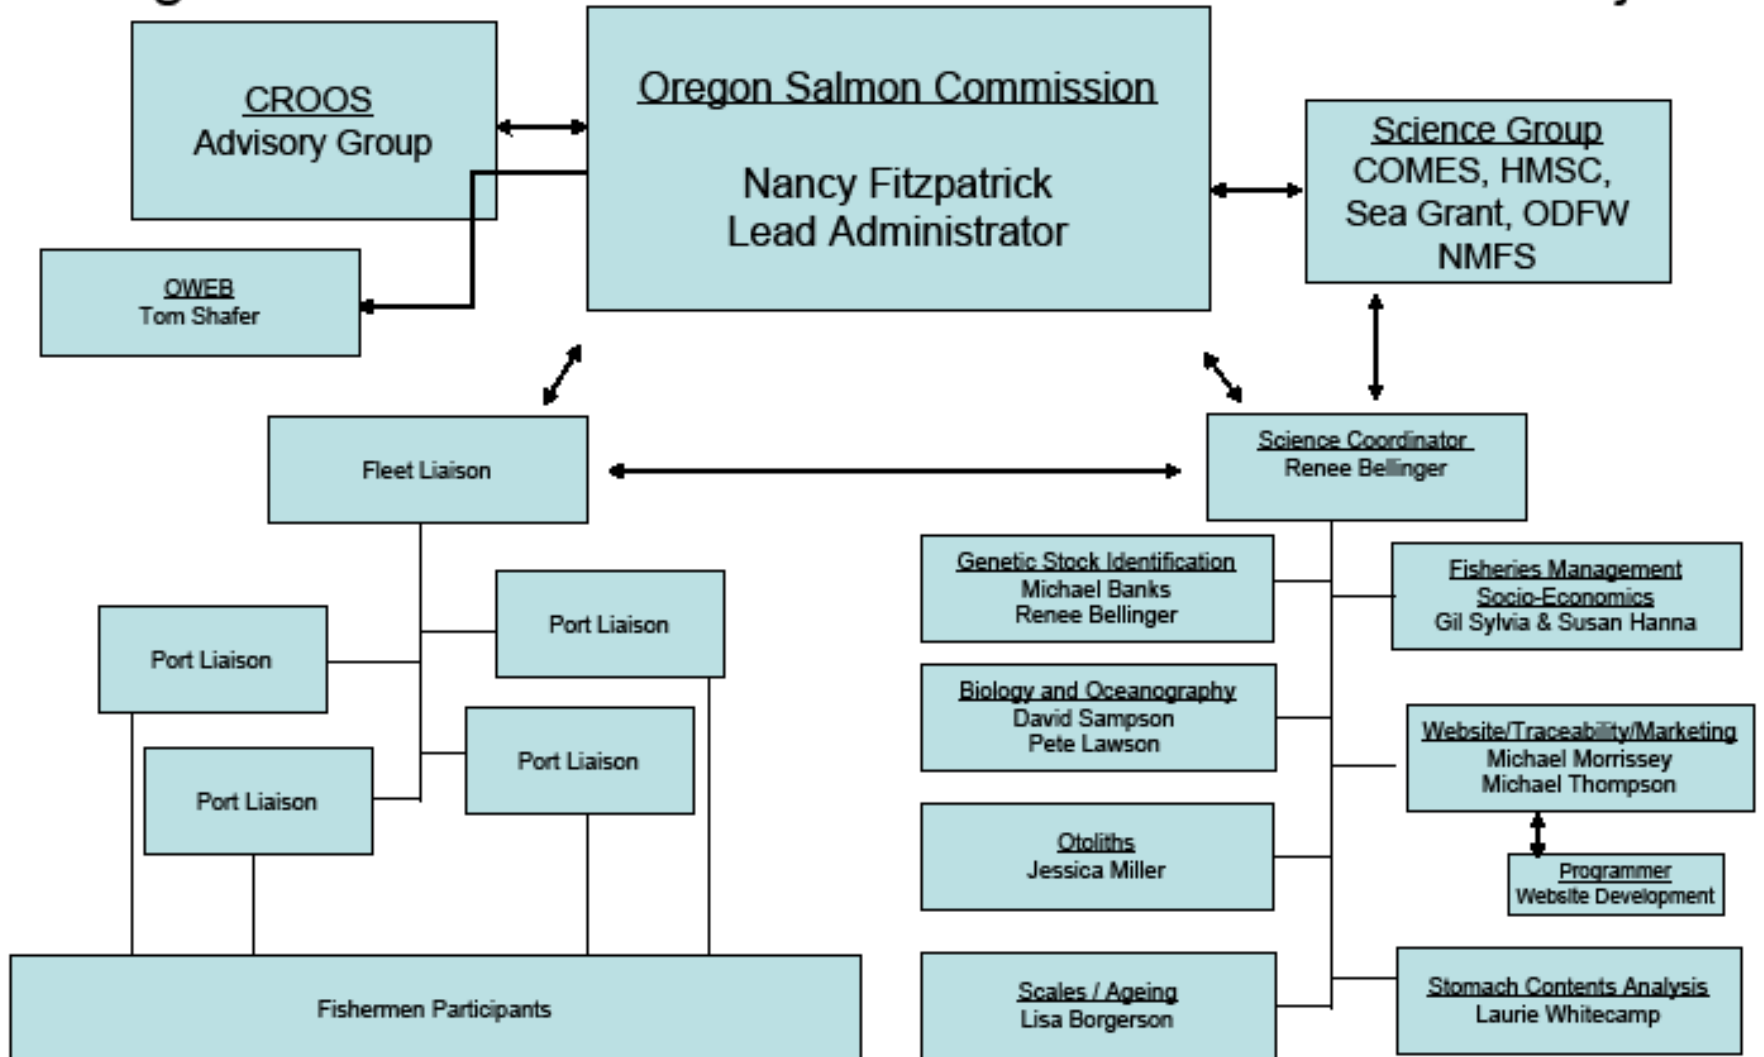 CROOS
Advisory Group
Oregon Salmon Commission
Nancy Fitzpatrick
Lead Administrator
Science Group
COMES, HMSC,
Sea Grant, ODFW
NMFS
OWEB
Tom Shafer
Fleet Liaison
Science Coordinator
Renee Bellinger
Port Liaison
Port Liaison
Port Liaison
Port Liaison
Fishermen Participants
Genetic Stock Identification
Michael Banks
Renee Bellinger
Fisheries Management
Socio-Economics
Gil Sylvia & Susan Hanna
Biology and Oceanography
David Sampson
Pete Lawson
Website/Traceability/Marketing
Michael Morrissey
Michael Thompson
Otoliths
Jessica Miller
Programmer
Website Development
Scales / Ageing
Lisa Borgerson
Stomach Contents Analysis
Laurie Whitecamp